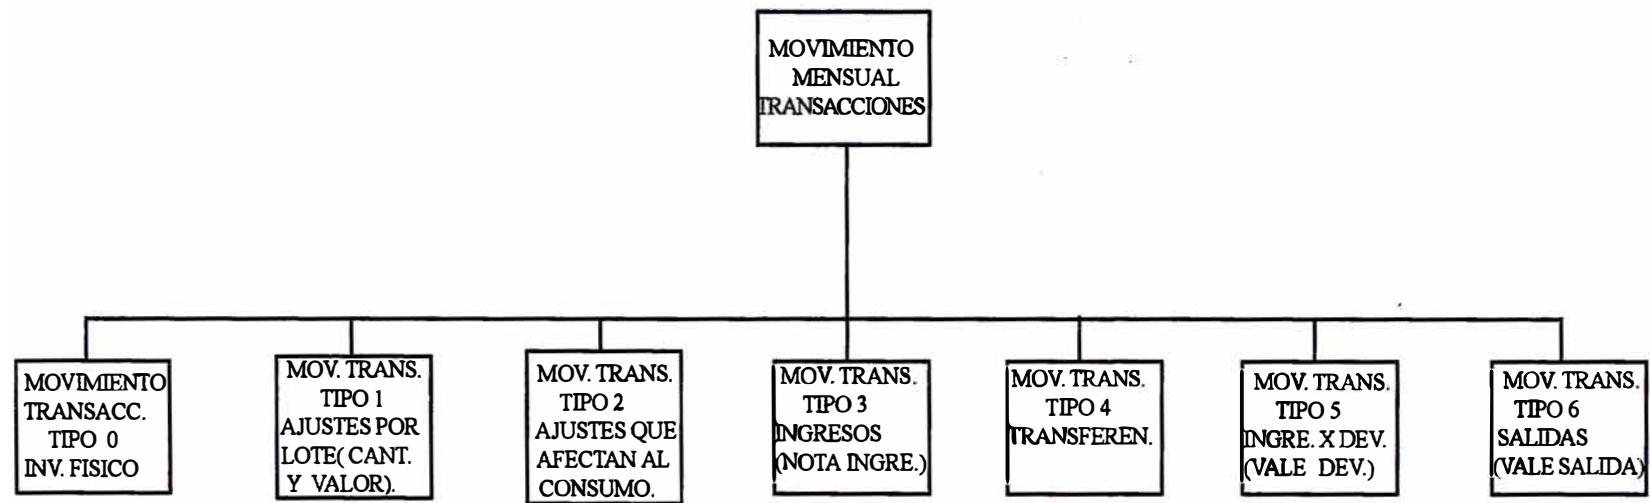 MOVIMIENTO
MENSUAL
TRANSACCIONES
MOVIMIENTO
TRANSACC.
TIPO 0
INV. FISICO
MOV. TRANS.
TIPO 1
AJUSTES POR
LOTE( CANT.
Y VALOR).
MOV. TRANS.
TIPO 2
AJUSTES QUE
AFECTAN AL
CONSUMO.
MOV. TRANS.
TIPO 3
INGRESOS
(NOTA INGRE.)
MOV. TRANS.
TIPO 4
TRANSFEREN.
MOV. TRANS.
TIPO 5
INGRE. X DEV.
(VALE DEV.)
MOV. TRANS.
TIPO 6
SALIDAS
(VALE SALIDA)